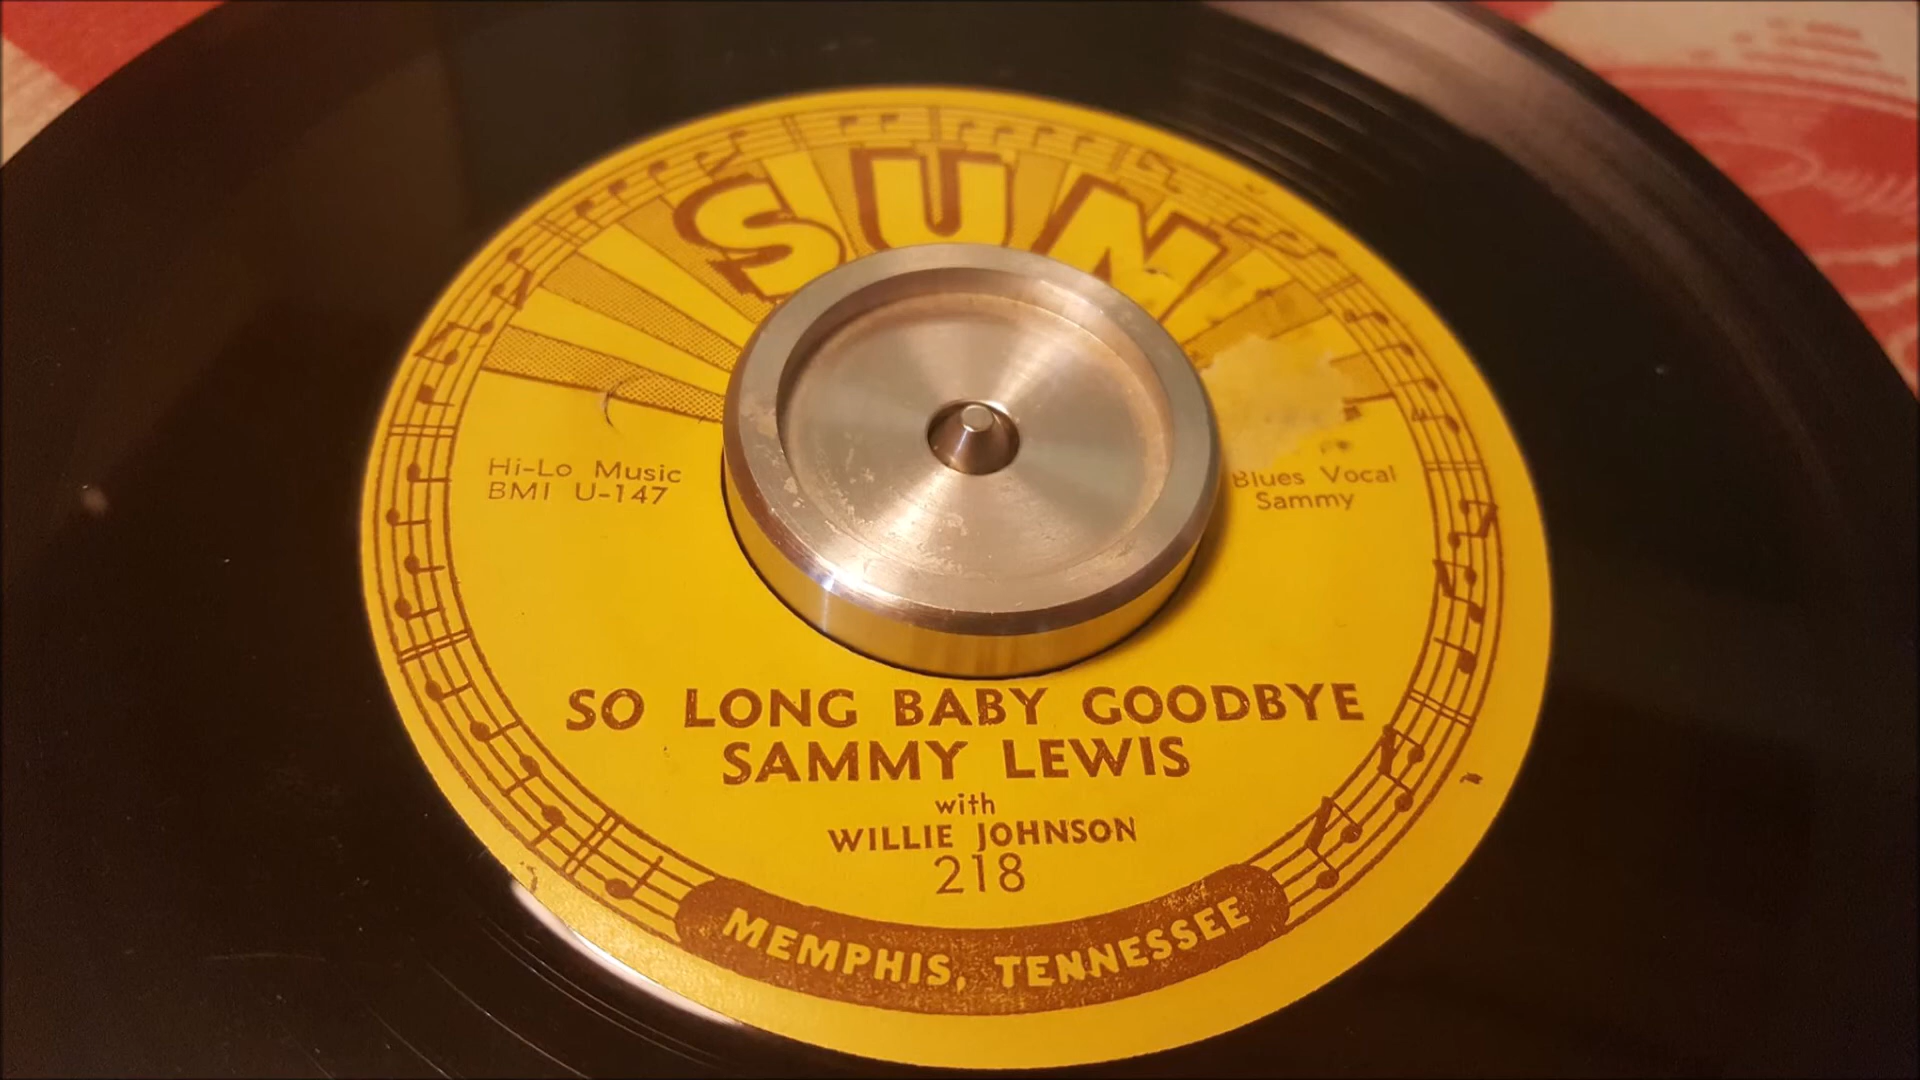 SUN
Hi-Lo Music
BMI U-147
Blues Vocal
Sammy
SO LONG BABY GOODBYE
SAMMY LEWIS
with
WILLIE JOHNSON
218
MEMPHIS, TENNESSEE